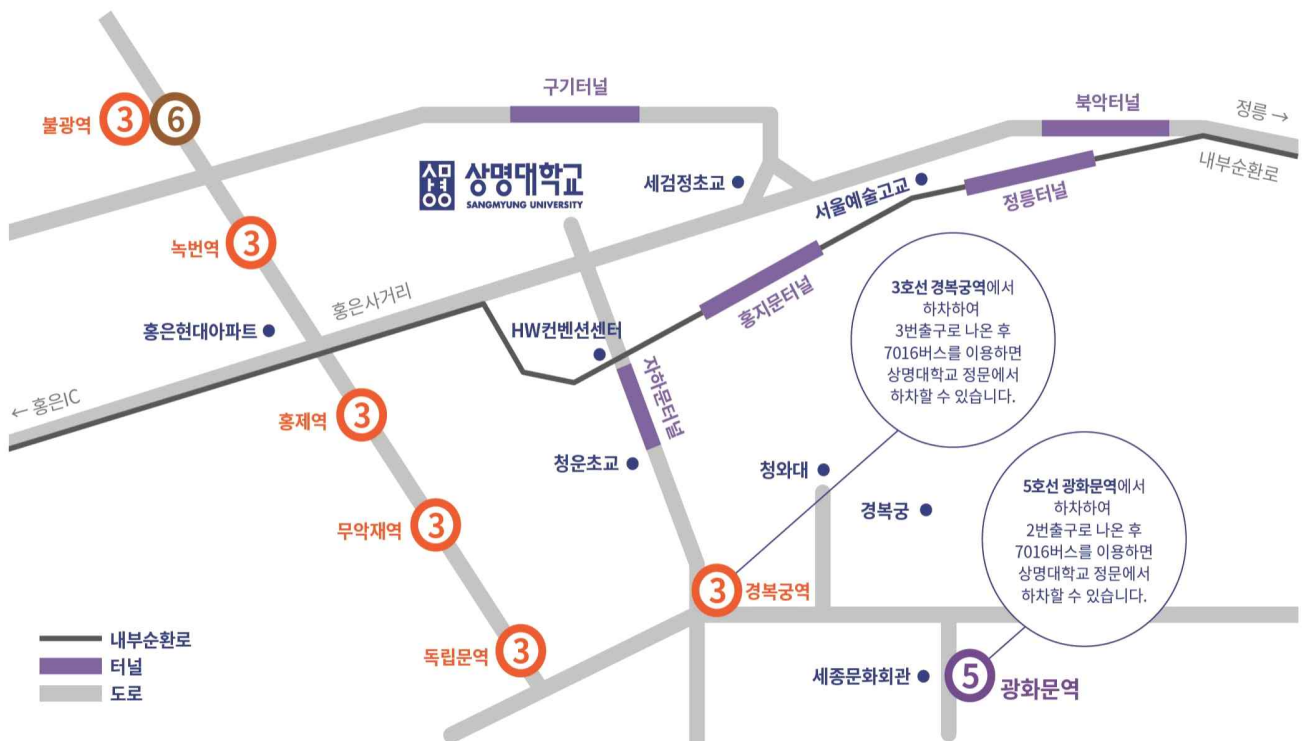 구기터널
북악터널
정릉 →
내부순환로
불광역
3
6
상명대학교
SANGMYUNG UNIVERSITY
세검정초교
서울예술고교
정릉터널
녹번역
3
홍은사거리
홍지문터널
홍은현대아파트
HW컨벤션센터
3호선 경복궁역에서
하차하여
3번출구로 나온 후
7016버스를 이용하면
상명대학교 정문에서
하차할 수 있습니다.
← 홍은IC
자하문터널
홍제역
3
청운초교
청와대
경복궁
5호선 광화문역에서
하차하여
2번출구로 나온 후
7016버스를 이용하면
상명대학교 정문에서
하차할 수 있습니다.
무악재역
3
3
경복궁역
독립문역
3
세종문화회관
5
광화문역
내부순환로
터널
도로